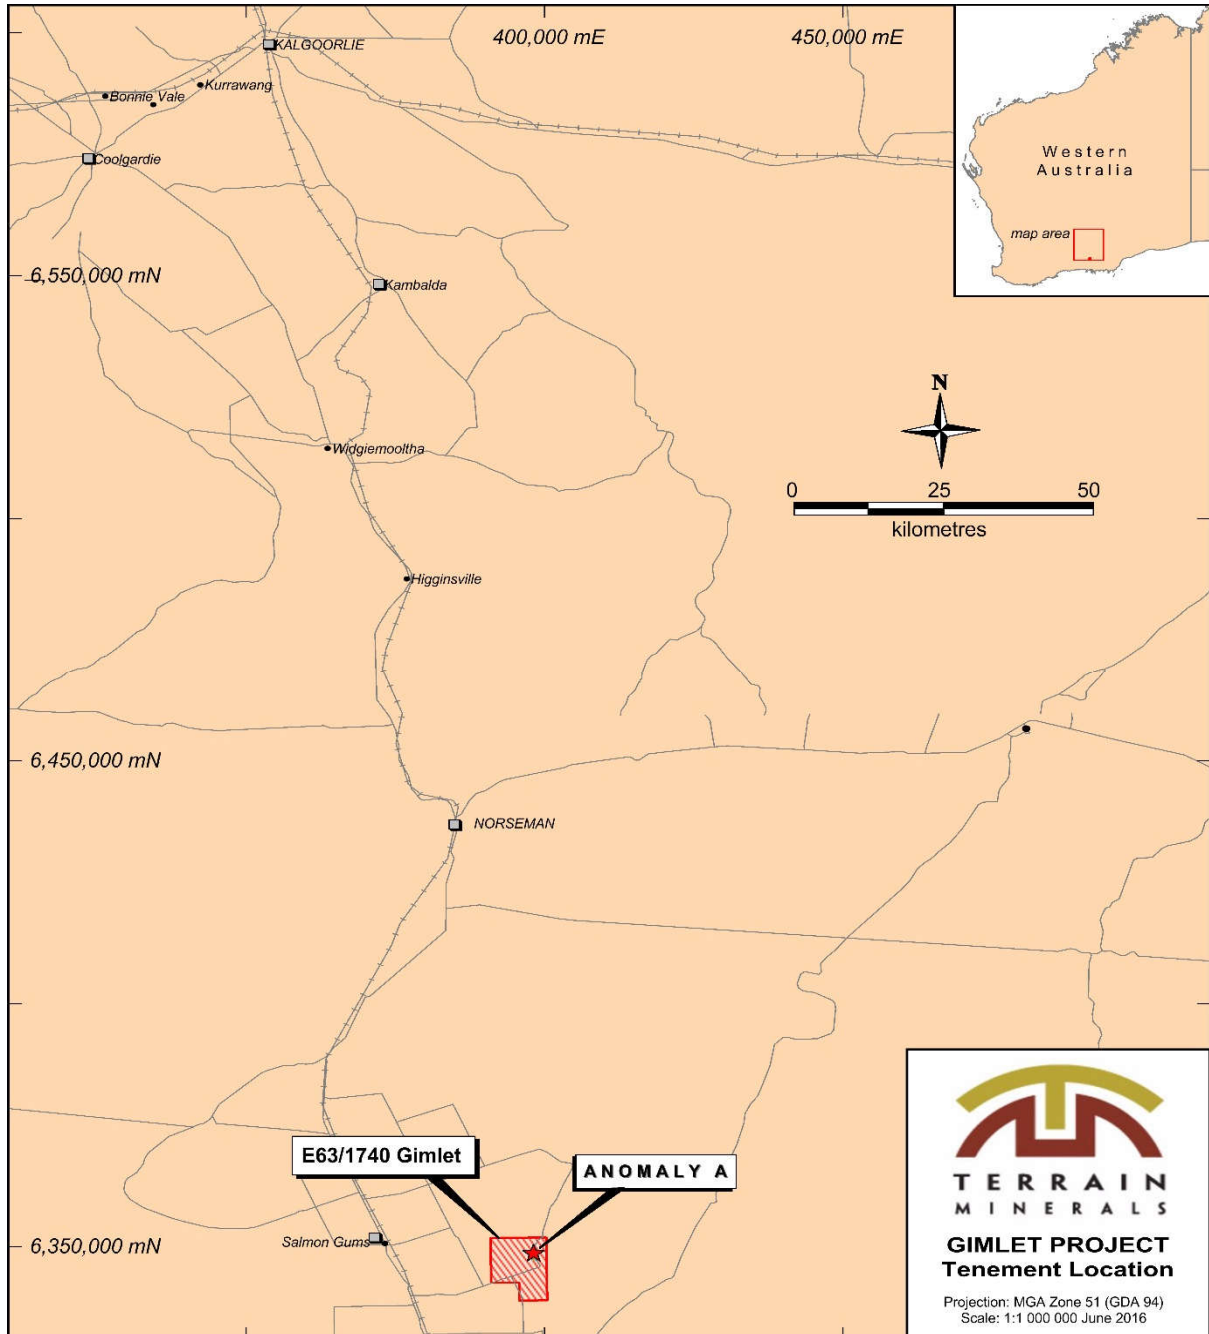 400,000 mE
450,000 mE
KALGOORLIE
Kurrawang
Bonnie Vale
Coolgardie
Western
Australia
map area
6,550,000 mN
Kambalda
N
Widgiemooltha
0 25 50
kilometres
Higginsville
6,450,000 mN
NORSEMAN
E63/1740 Gimlet
ANOMALY A
Salmon Gums
6,350,000 mN
TERRAIN
MINERALS
GIMLET PROJECT
Tenement Location
Projection: MGA Zone 51 (GDA 94)
Scale: 1:1 000 000 June 2016